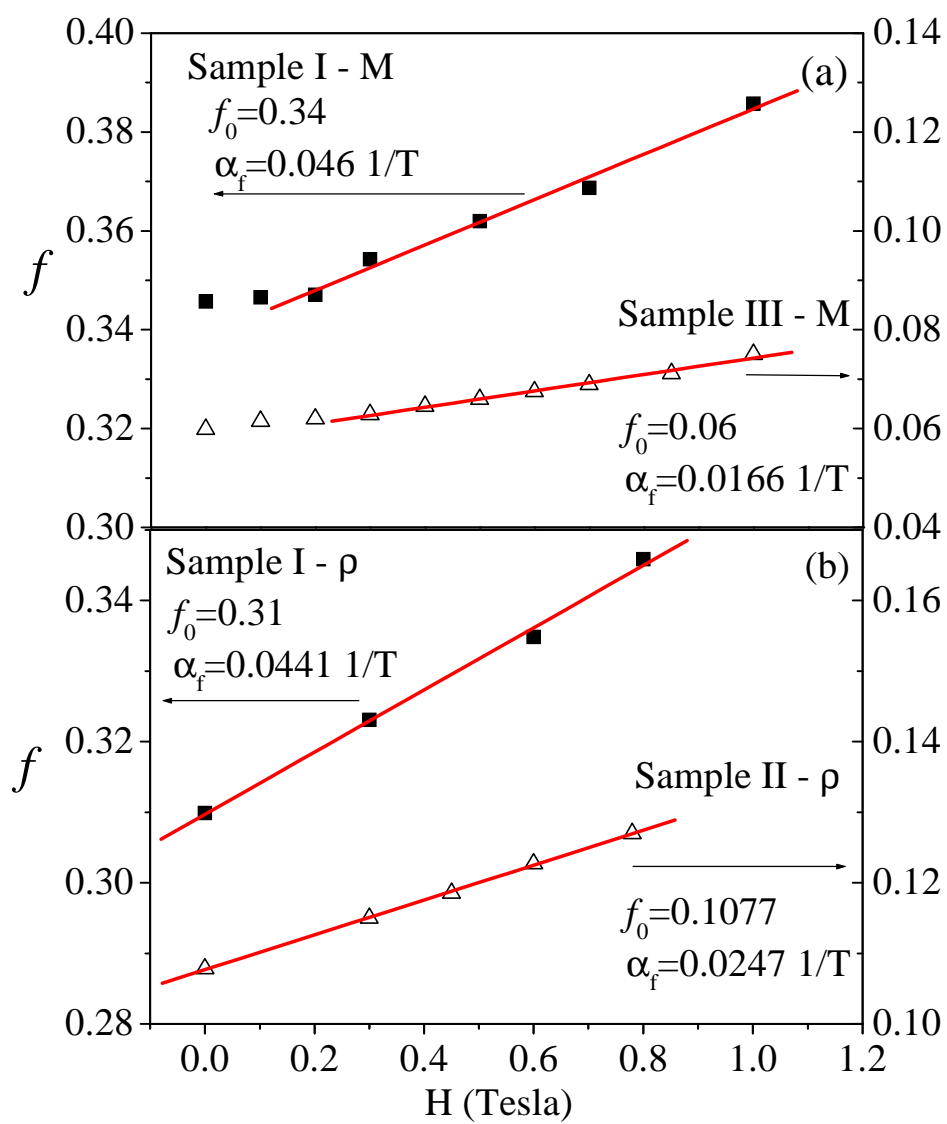 0.40
0.38
0.36
0.34
0.32
0.30
f
0.14
0.12
0.10
0.08
0.06
0.04
(a)
Sample I - M
f₀=0.34
α_f=0.046 1/T
Sample III - M
f₀=0.06
α_f=0.0166 1/T
0.34
0.32
0.30
0.28
f
0.16
0.14
0.12
0.10
(b)
Sample I - ρ
f₀=0.31
α_f=0.0441 1/T
Sample II - ρ
f₀=0.1077
α_f=0.0247 1/T
0.0 0.2 0.4 0.6 0.8 1.0 1.2
H (Tesla)